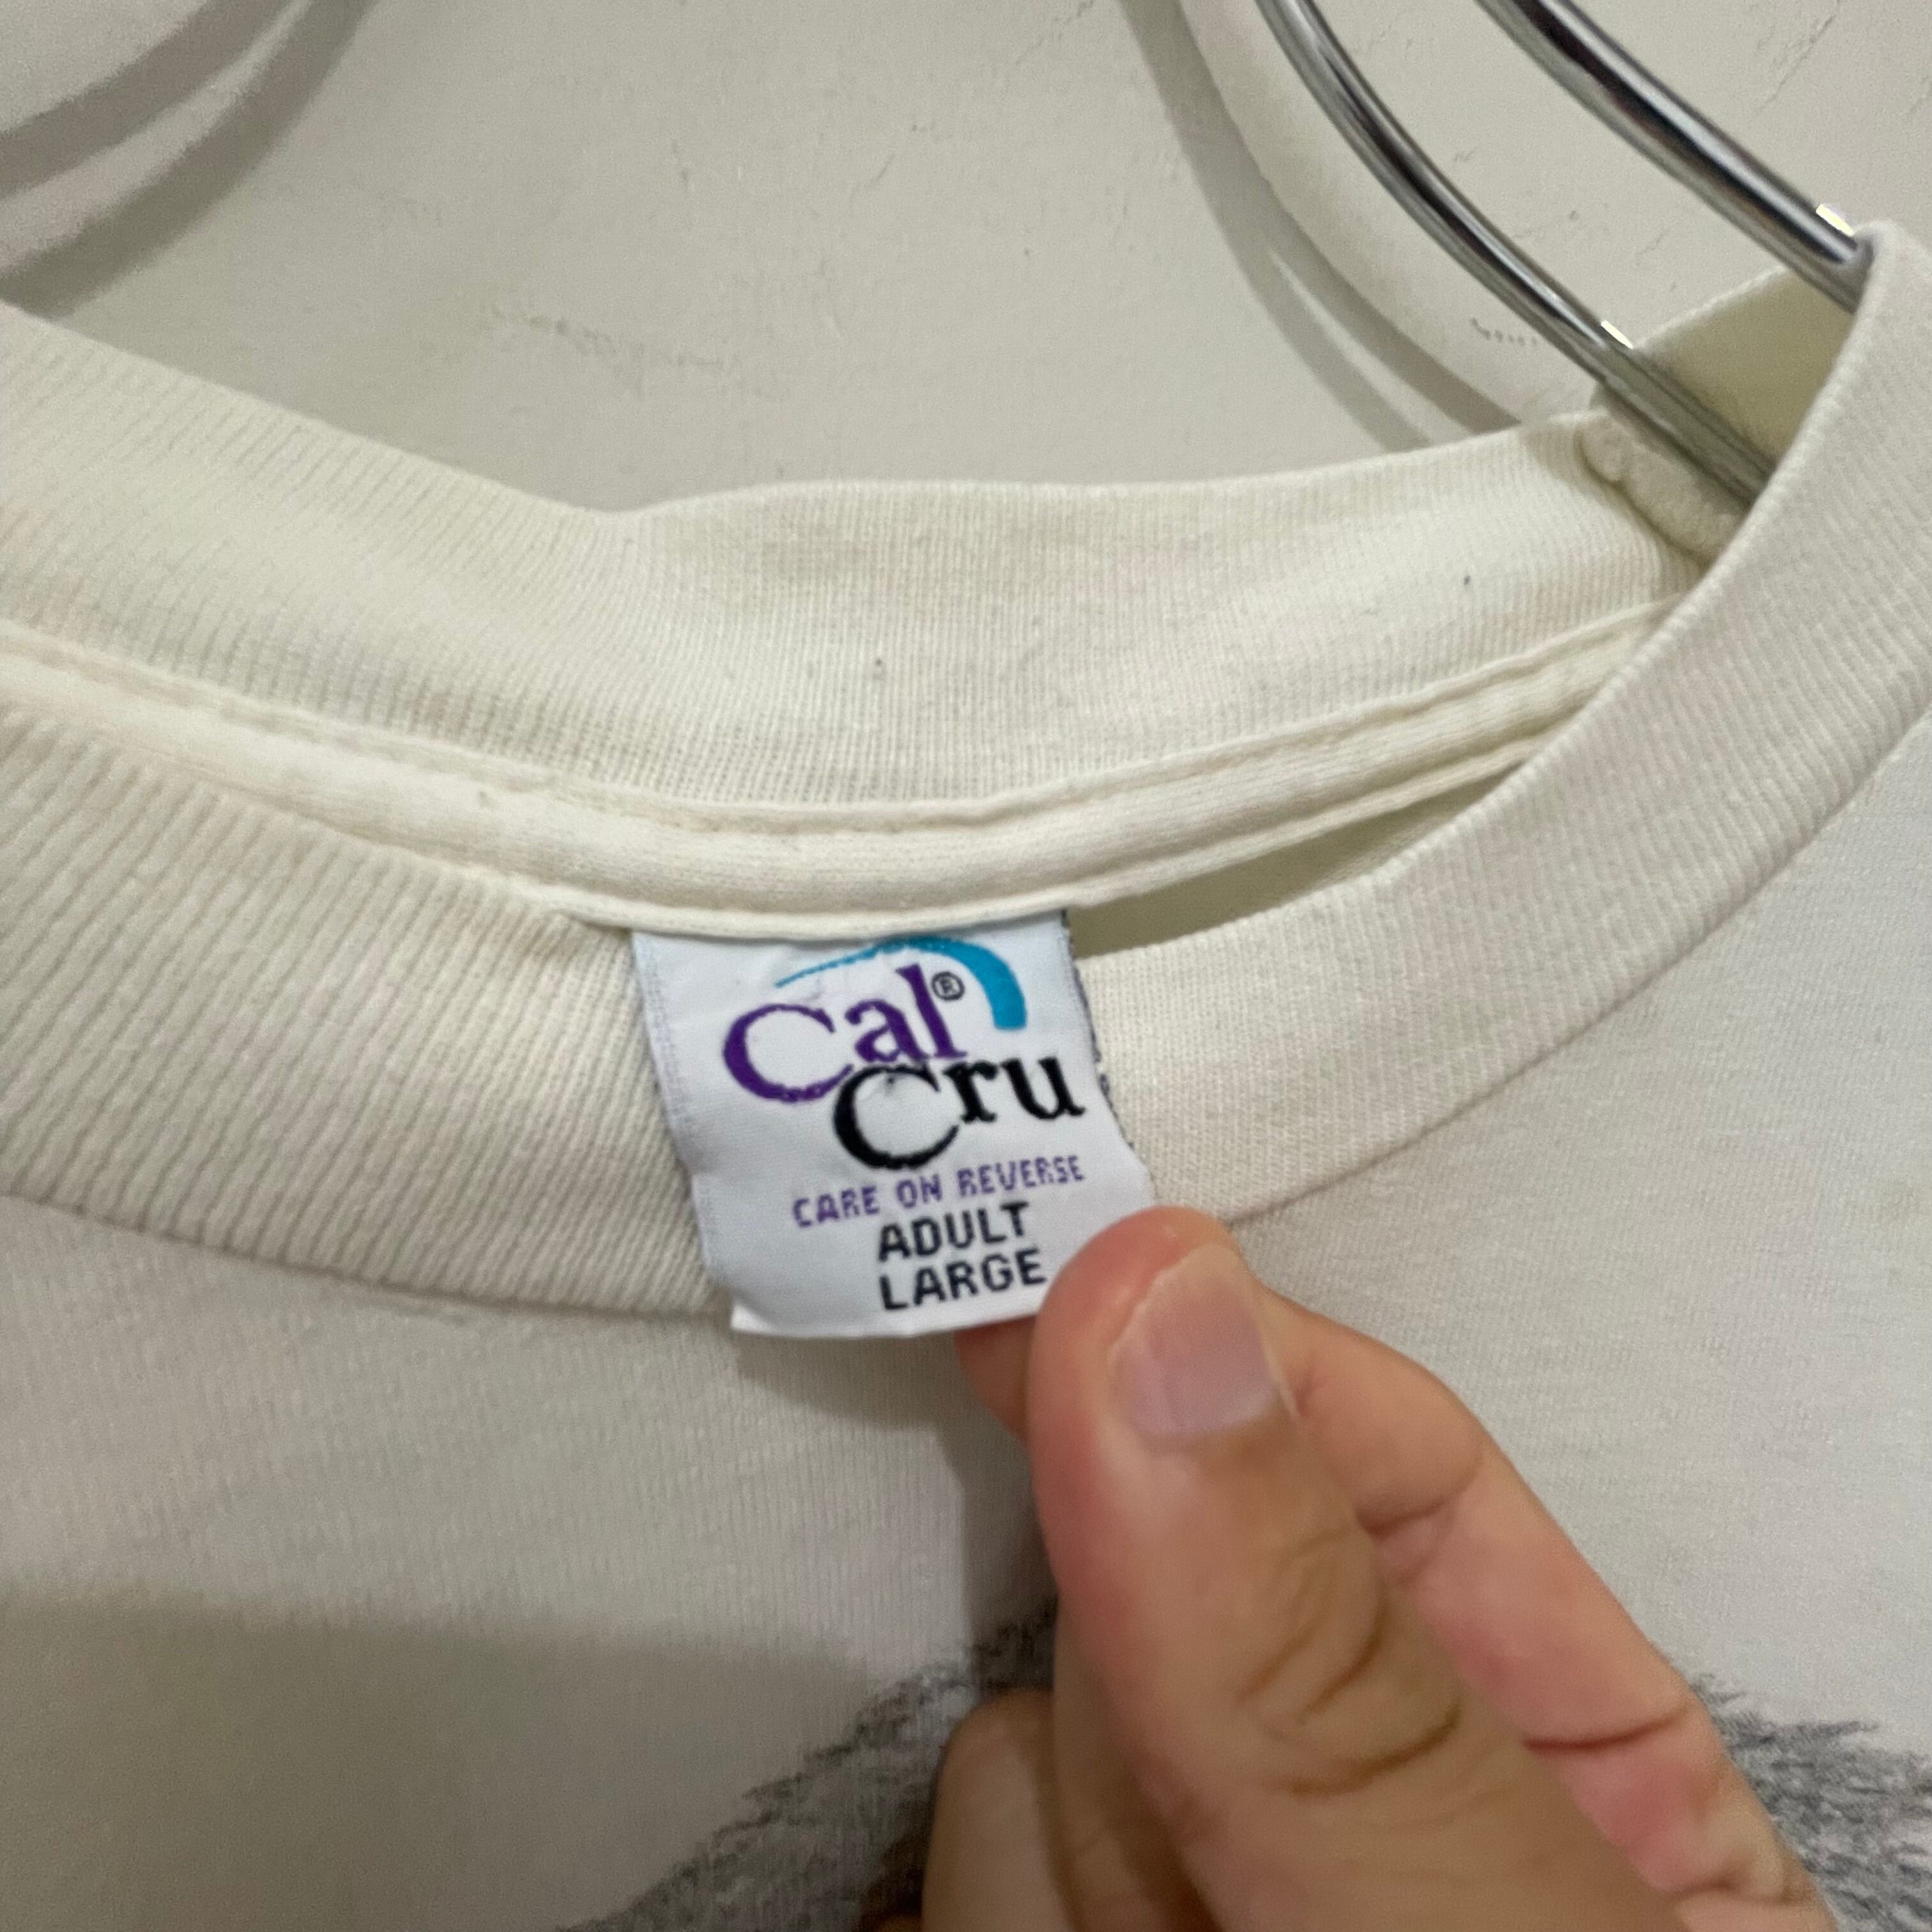 Cal®
Cru
CARE ON REVERSE
ADULT
LARGE